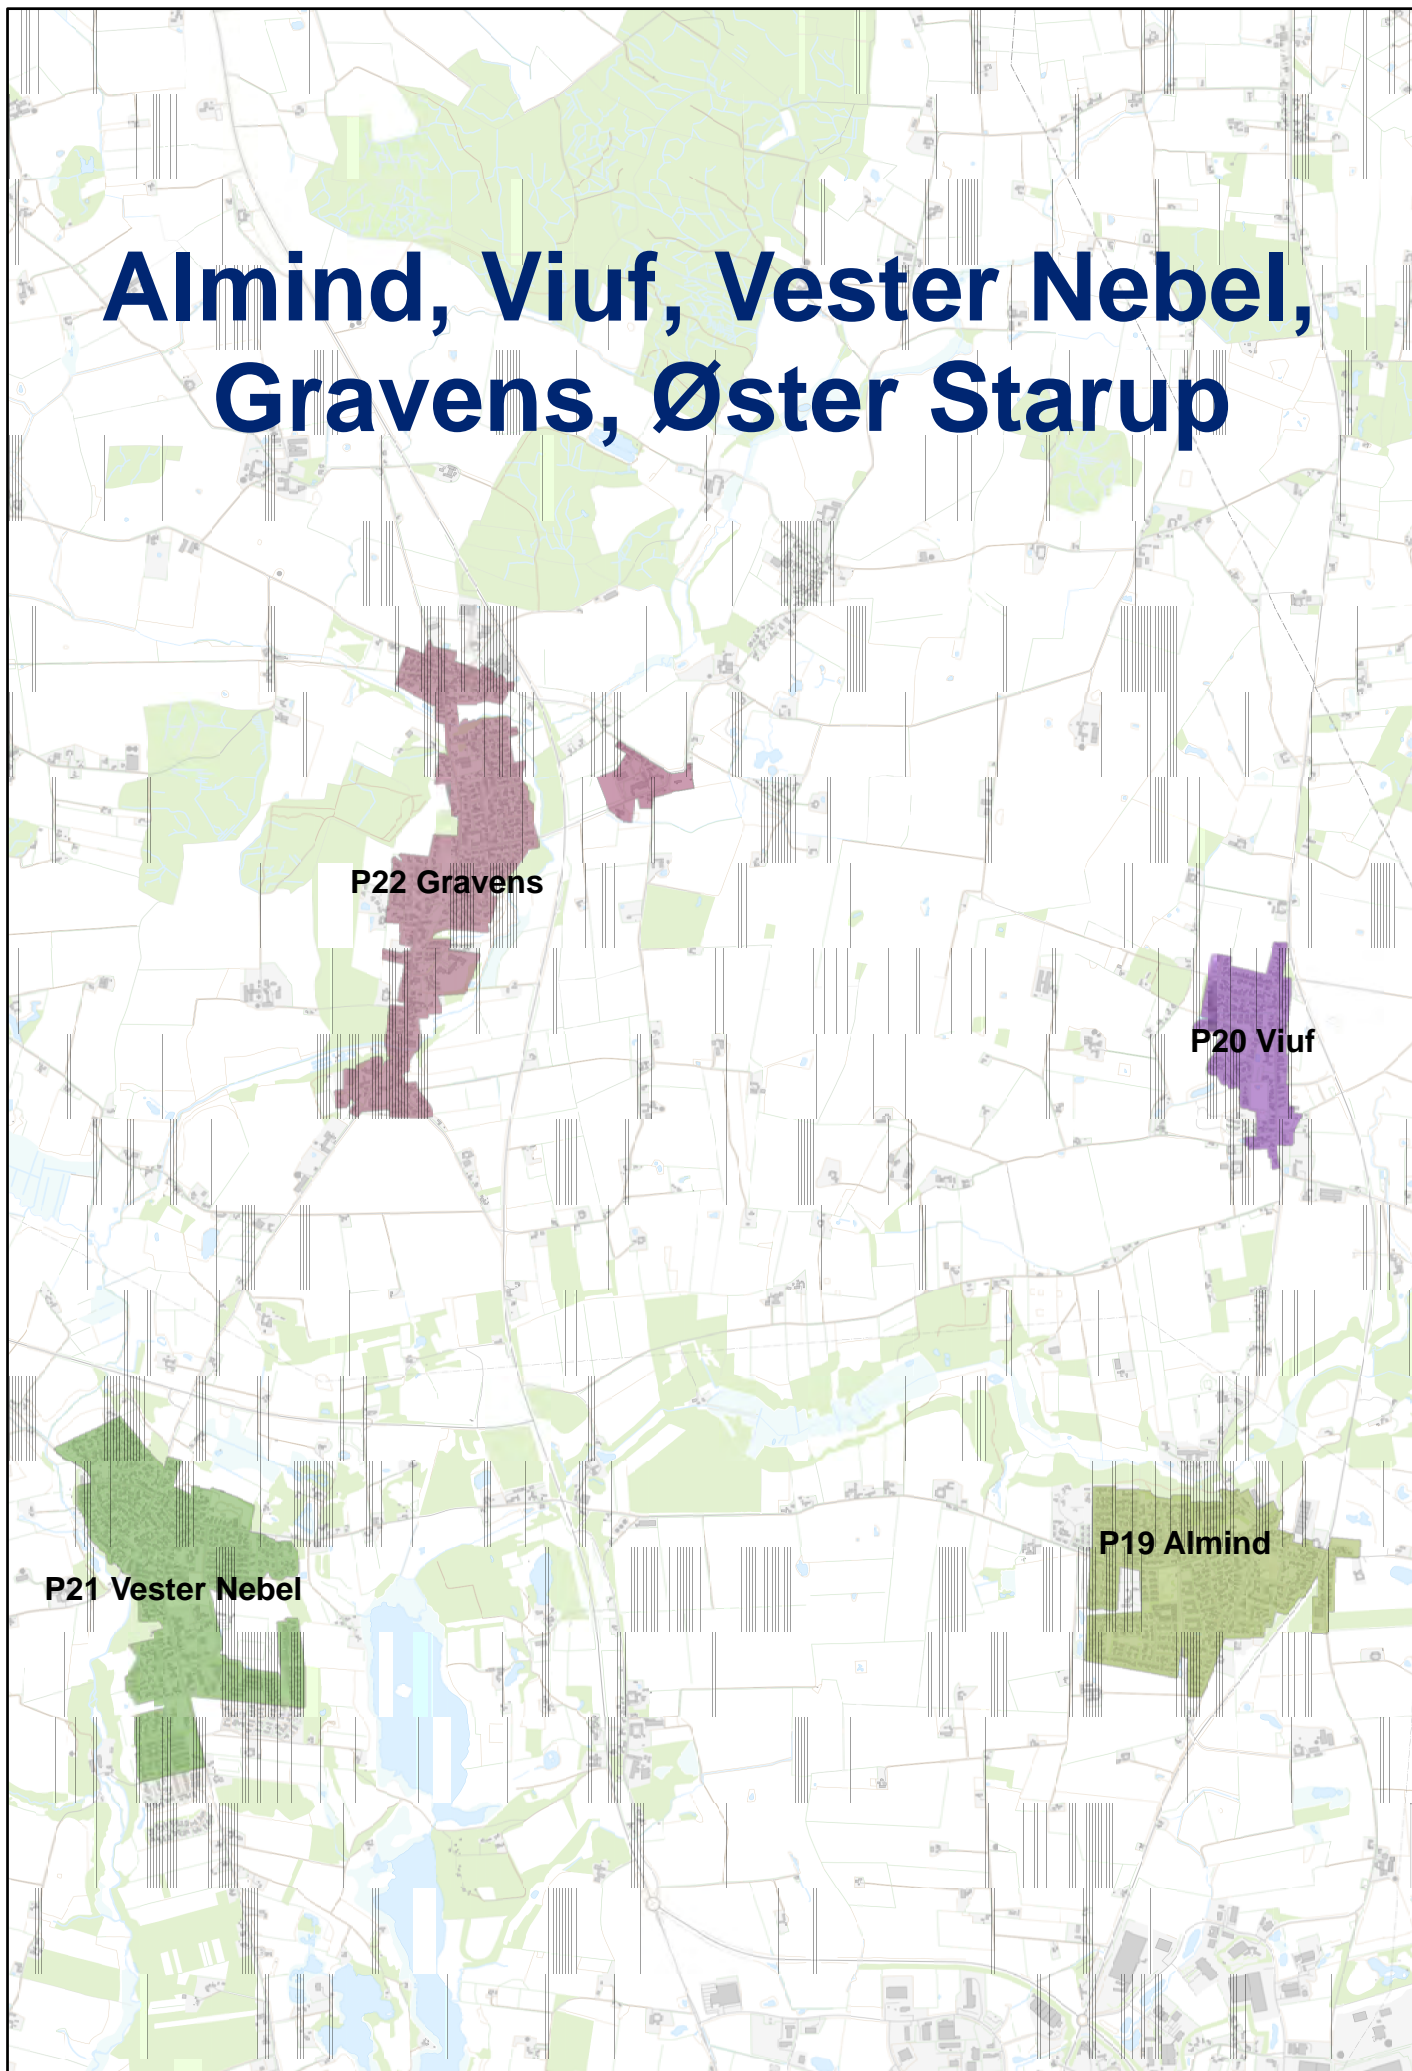 Almind, Viuf, Vester Nebel,
Gravens, Øster Starup
P22 Gravens
P20 Viuf
P19 Almind
P21 Vester Nebel